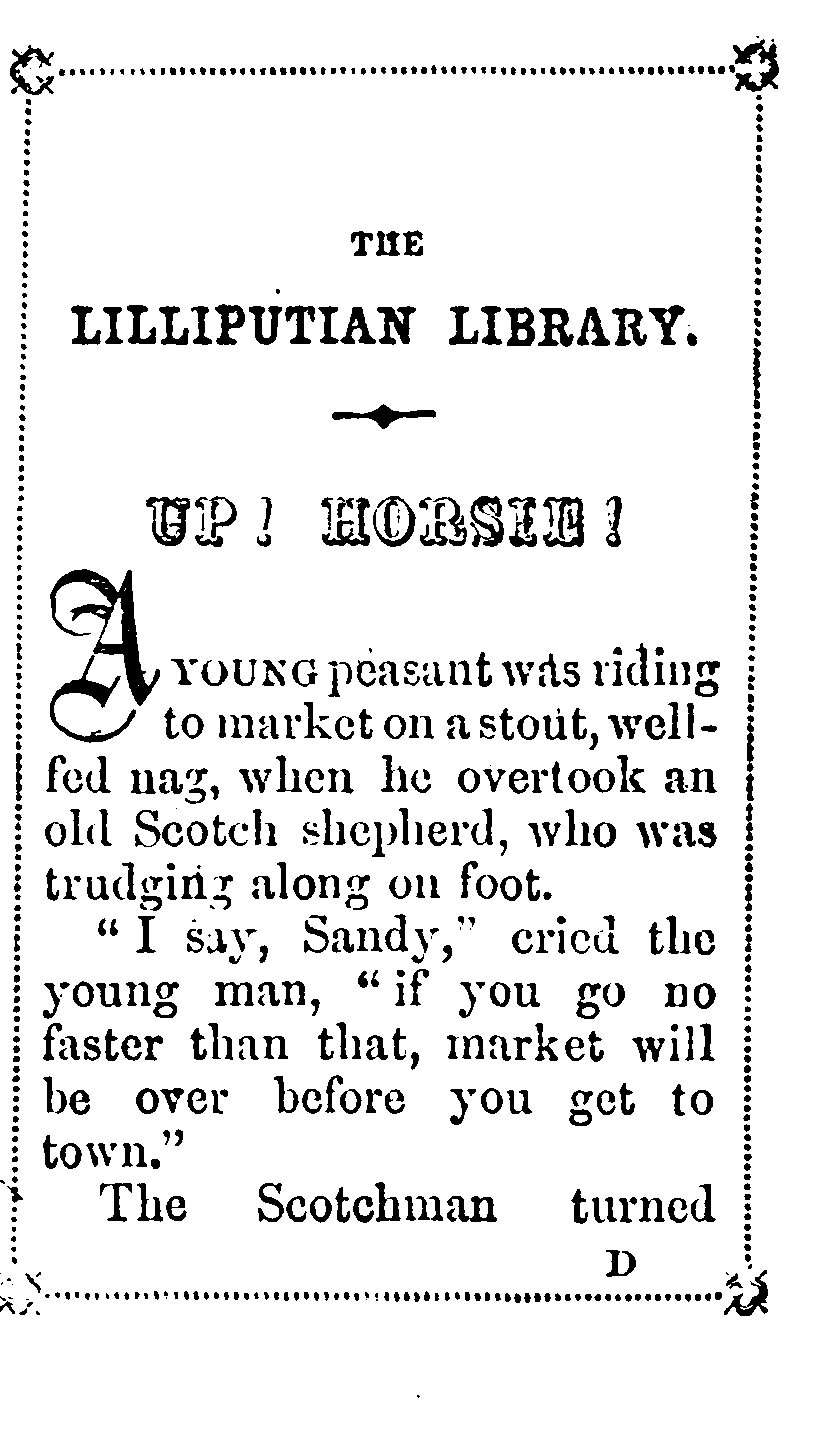 THE
LILLIPUTIAN LIBRARY.
UP! HORSIE!
A YOUNG peasant was riding
to market on a stout, well-
fed nag, when he overtook an
old Scotch shepherd, who was
trudging along on foot.
"I say, Sandy," cried the
young man, "if you go no
faster than that, market will
be over before you get to
town."
The Scotchman turned
D